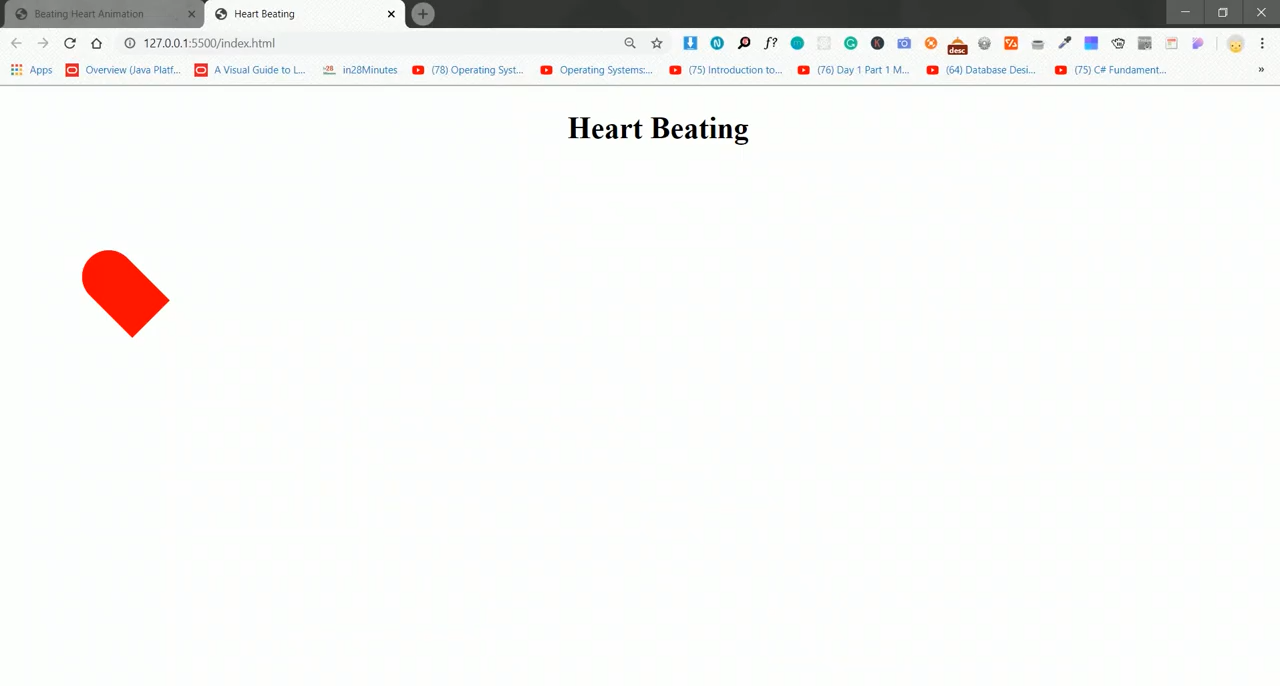 Beating Heart Animation Heart Beating
127.0.0.1:5500/index.html f? desc
Apps Overview (Java Platf... A Visual Guide to L... in28Minutes (78) Operating Syst... Operating Systems:... (75) Introduction to... (76) Day 1 Part 1 M... (64) Database Desi... (75) C# Fundament... »
Heart Beating